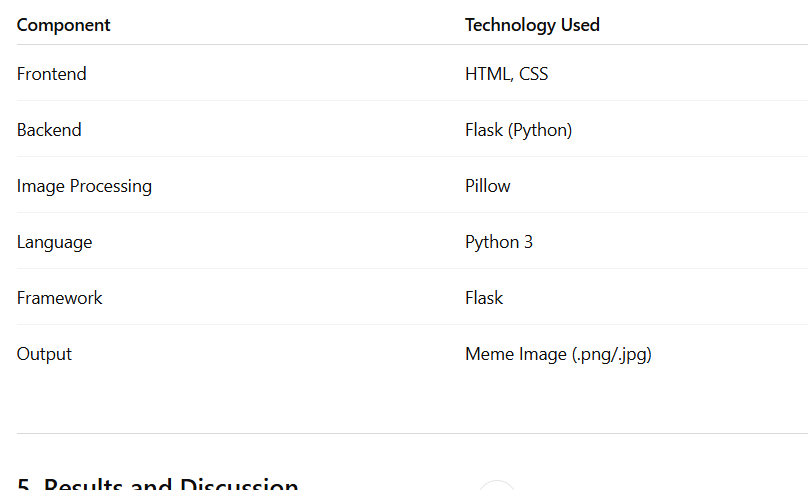 Component Technology Used
Frontend HTML, CSS
Backend Flask (Python)
Image Processing Pillow
Language Python 3
Framework Flask
Output Meme Image (.png/.jpg)
5. Results and Discussion